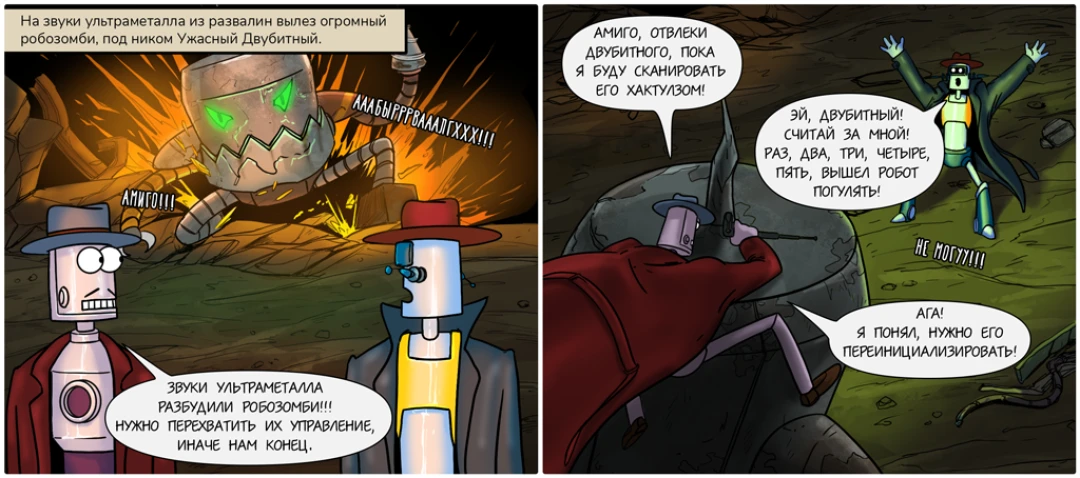 На звуки ультраметалла из развалин вылез огромный
робозомби, под ником Ужасный Двубитный.
АААБЫРРРВАААЛГХХХ!!!
АМИГО!!!
ЗВУКИ УЛЬТРАМЕТАЛЛА
РАЗБУДИЛИ РОБОЗОМБИ!!!
НУЖНО ПЕРЕХВАТИТЬ ИХ УПРАВЛЕНИЕ,
ИНАЧЕ НАМ КОНЕЦ.
АМИГО, ОТВЛЕКИ
ДВУБИТНОГО, ПОКА
Я БУДУ СКАНИРОВАТЬ
ЕГО ХАКТУЛЗОМ!
ЭЙ, ДВУБИТНЫЙ!
СЧИТАЙ ЗА МНОЙ!
РАЗ, ДВА, ТРИ, ЧЕТЫРЕ,
ПЯТЬ, ВЫШЕЛ РОБОТ
ПОГУЛЯТЬ!
НЕ МОГУУ!!!
АГА!
Я ПОНЯЛ, НУЖНО ЕГО
ПЕРЕИНИЦИАЛИЗИРОВАТЬ!